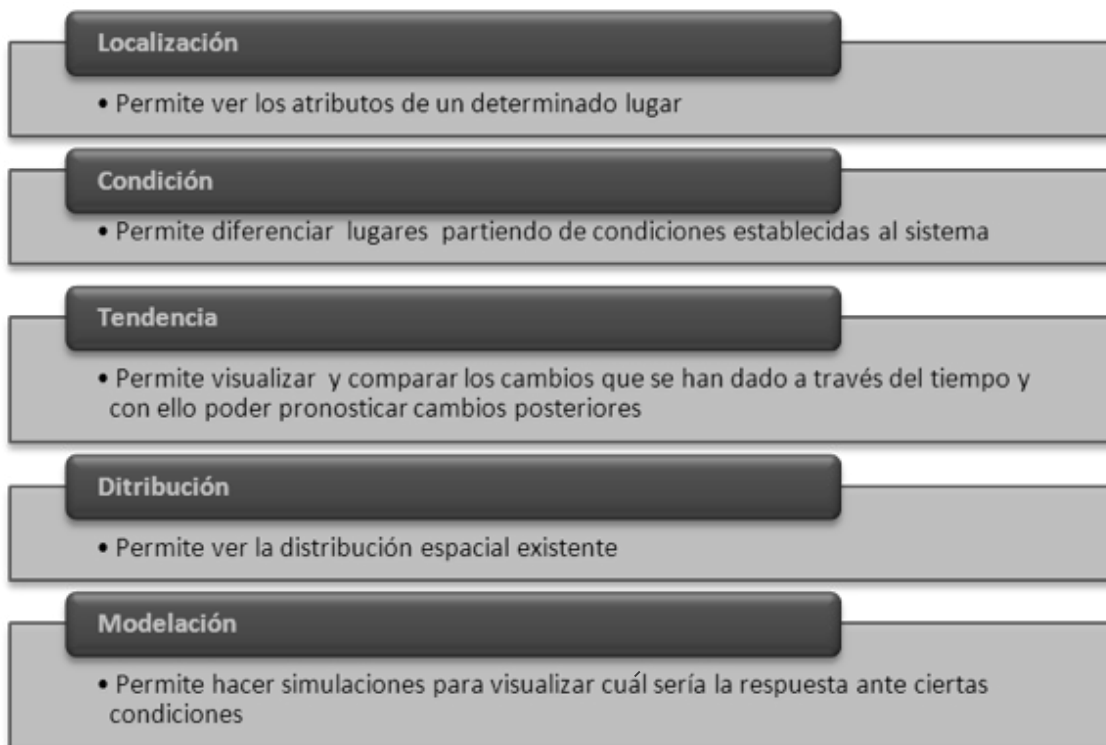 Localización
• Permite ver los atributos de un determinado lugar
Condición
• Permite diferenciar lugares partiendo de condiciones establecidas al sistema
Tendencia
• Permite visualizar y comparar los cambios que se han dado a través del tiempo y
con ello poder pronosticar cambios posteriores
Ditribución
• Permite ver la distribución espacial existente
Modelación
• Permite hacer simulaciones para visualizar cuál sería la respuesta ante ciertas
condiciones